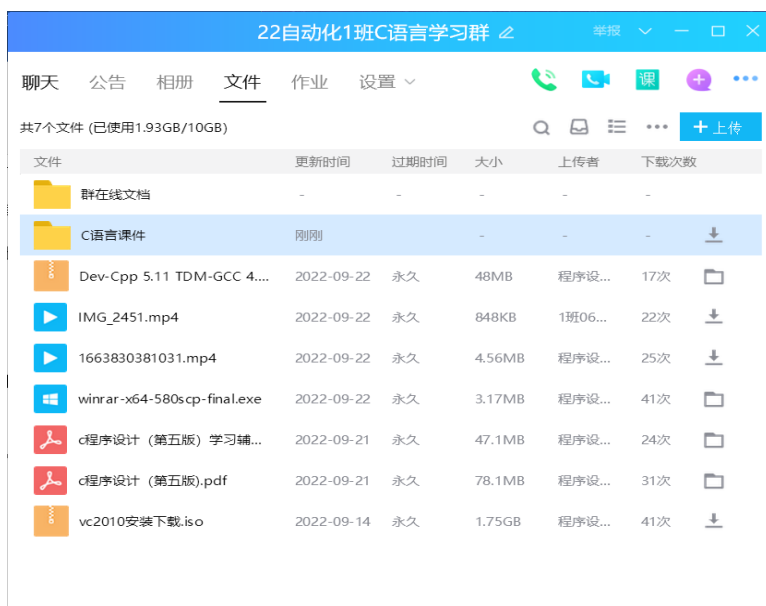 22自动化1班C语言学习群 举报
聊天 公告 相册 文件 作业 设置 课
共7个文件 (已使用1.93GB/10GB) 上传
文件 更新时间 过期时间 大小 上传者 下载次数
群在线文档 - - - - -
C语言课件 刚刚 - - -
Dev-Cpp 5.11 TDM-GCC 4.... 2022-09-22 永久 48MB 程序设... 17次
IMG_2451.mp4 2022-09-22 永久 848KB 1班06... 22次
1663830381031.mp4 2022-09-22 永久 4.56MB 程序设... 25次
winrar-x64-580scp-final.exe 2022-09-22 永久 3.17MB 程序设... 41次
c程序设计（第五版）学习辅... 2022-09-21 永久 47.1MB 程序设... 24次
c程序设计（第五版).pdf 2022-09-21 永久 78.1MB 程序设... 31次
vc2010安装下载.iso 2022-09-14 永久 1.75GB 程序设... 41次